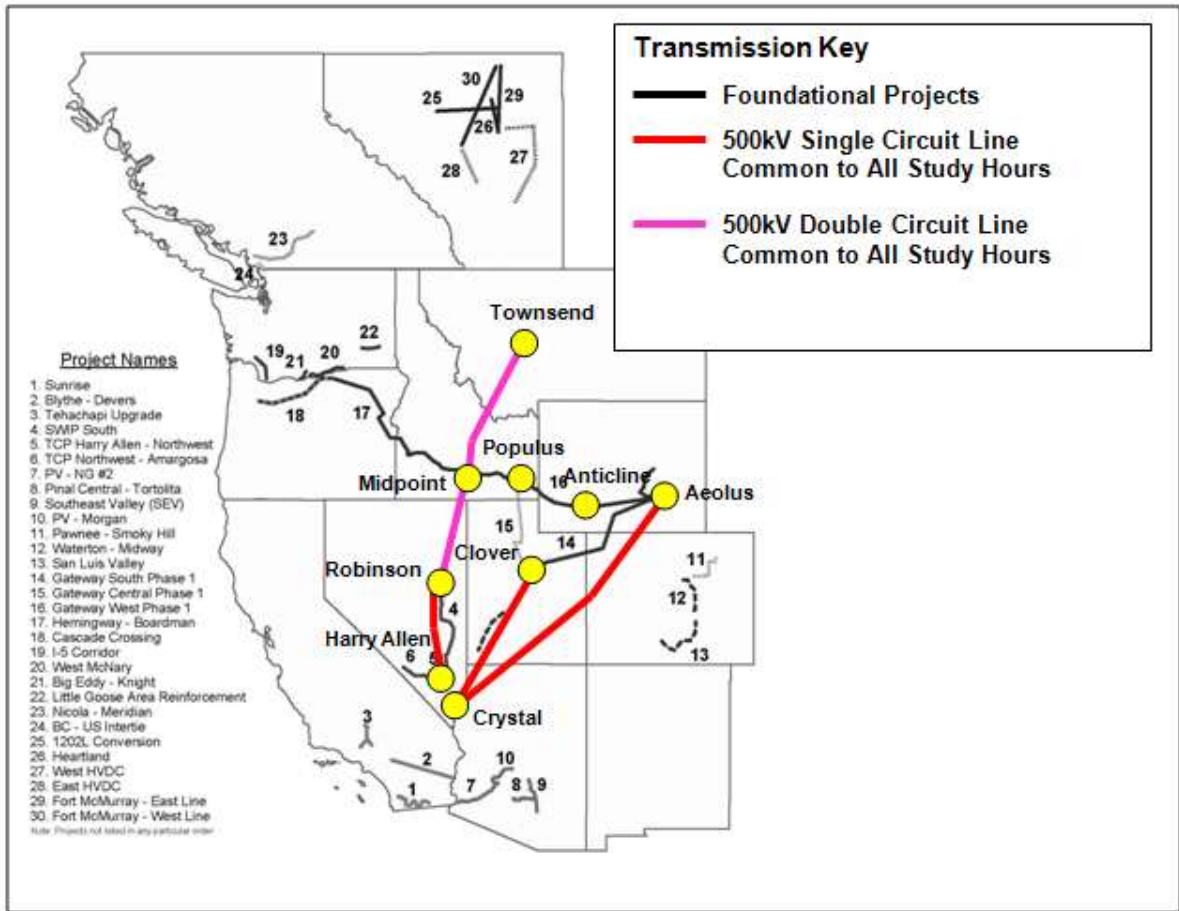 Transmission Key
Foundational Projects
500kV Single Circuit Line
Common to All Study Hours
500kV Double Circuit Line
Common to All Study Hours
30
25
29
26
27
28
23
24
Townsend
22
19
21
20
18
17
Populus
Midpoint
16
Anticline
Aeolus
15
14
Clover
11
Robinson
12
4
Harry Allen
13
6
5
Crystal
3
2
10
1
7
8
9
Project Names
1. Sunrise
2. Blythe - Devers
3. Tehachapi Upgrade
4. SWIP South
5. TCP Harry Allen - Northwest
6. TCP Northwest - Amargosa
7. PV - NG #2
8. Pinal Central - Tortolita
9. Southeast Valley (SEV)
10. PV - Morgan
11. Pawnee - Smoky Hill
12. Waterton - Midway
13. San Luis Valley
14. Gateway South Phase 1
15. Gateway Central Phase 1
16. Gateway West Phase 1
17. Hemingway - Boardman
18. Cascade Crossing
19. I-5 Corridor
20. West McNary
21. Big Eddy - Knight
22. Little Goose Area Reinforcement
23. Nicola - Meridian
24. BC - US Intertie
25. 1202L Conversion
26. Heartland
27. West HVDC
28. East HVDC
29. Fort McMurray - East Line
30. Fort McMurray - West Line
Note: Projects not listed in any particular order